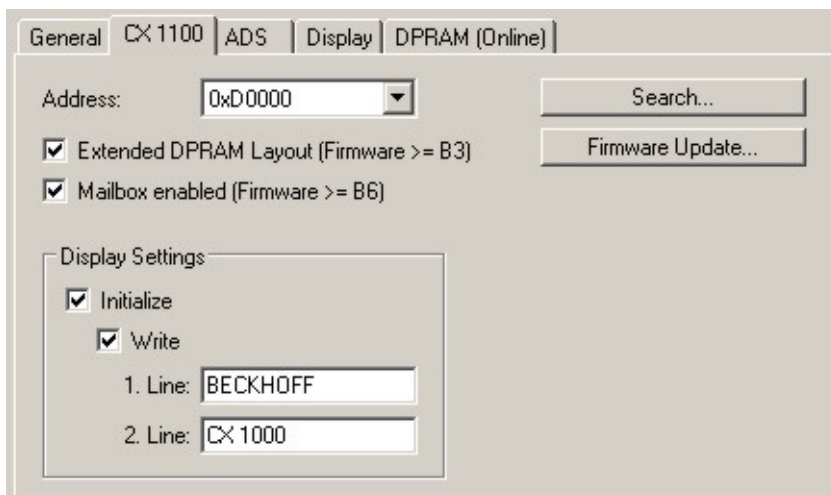 General CX 1100 ADS Display DPRAM (Online)
Address: 0xD0000 Search...
Extended DPRAM Layout (Firmware >= B3) Firmware Update...
Mailbox enabled (Firmware >= B6)
Display Settings
Initialize
Write
1. Line: BECKHOFF
2. Line: CX 1000